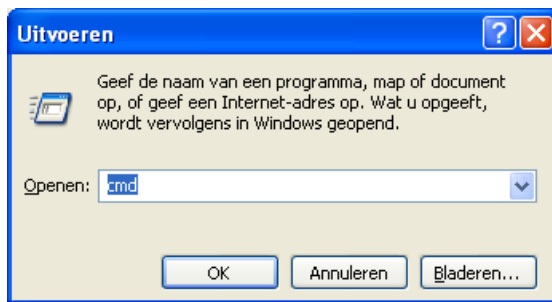 Uitvoeren
Geef de naam van een programma, map of document
op, of geef een Internet-adres op. Wat u opgeeft,
wordt vervolgens in Windows geopend.
Openen: cmd
OK Annuleren Bladeren...